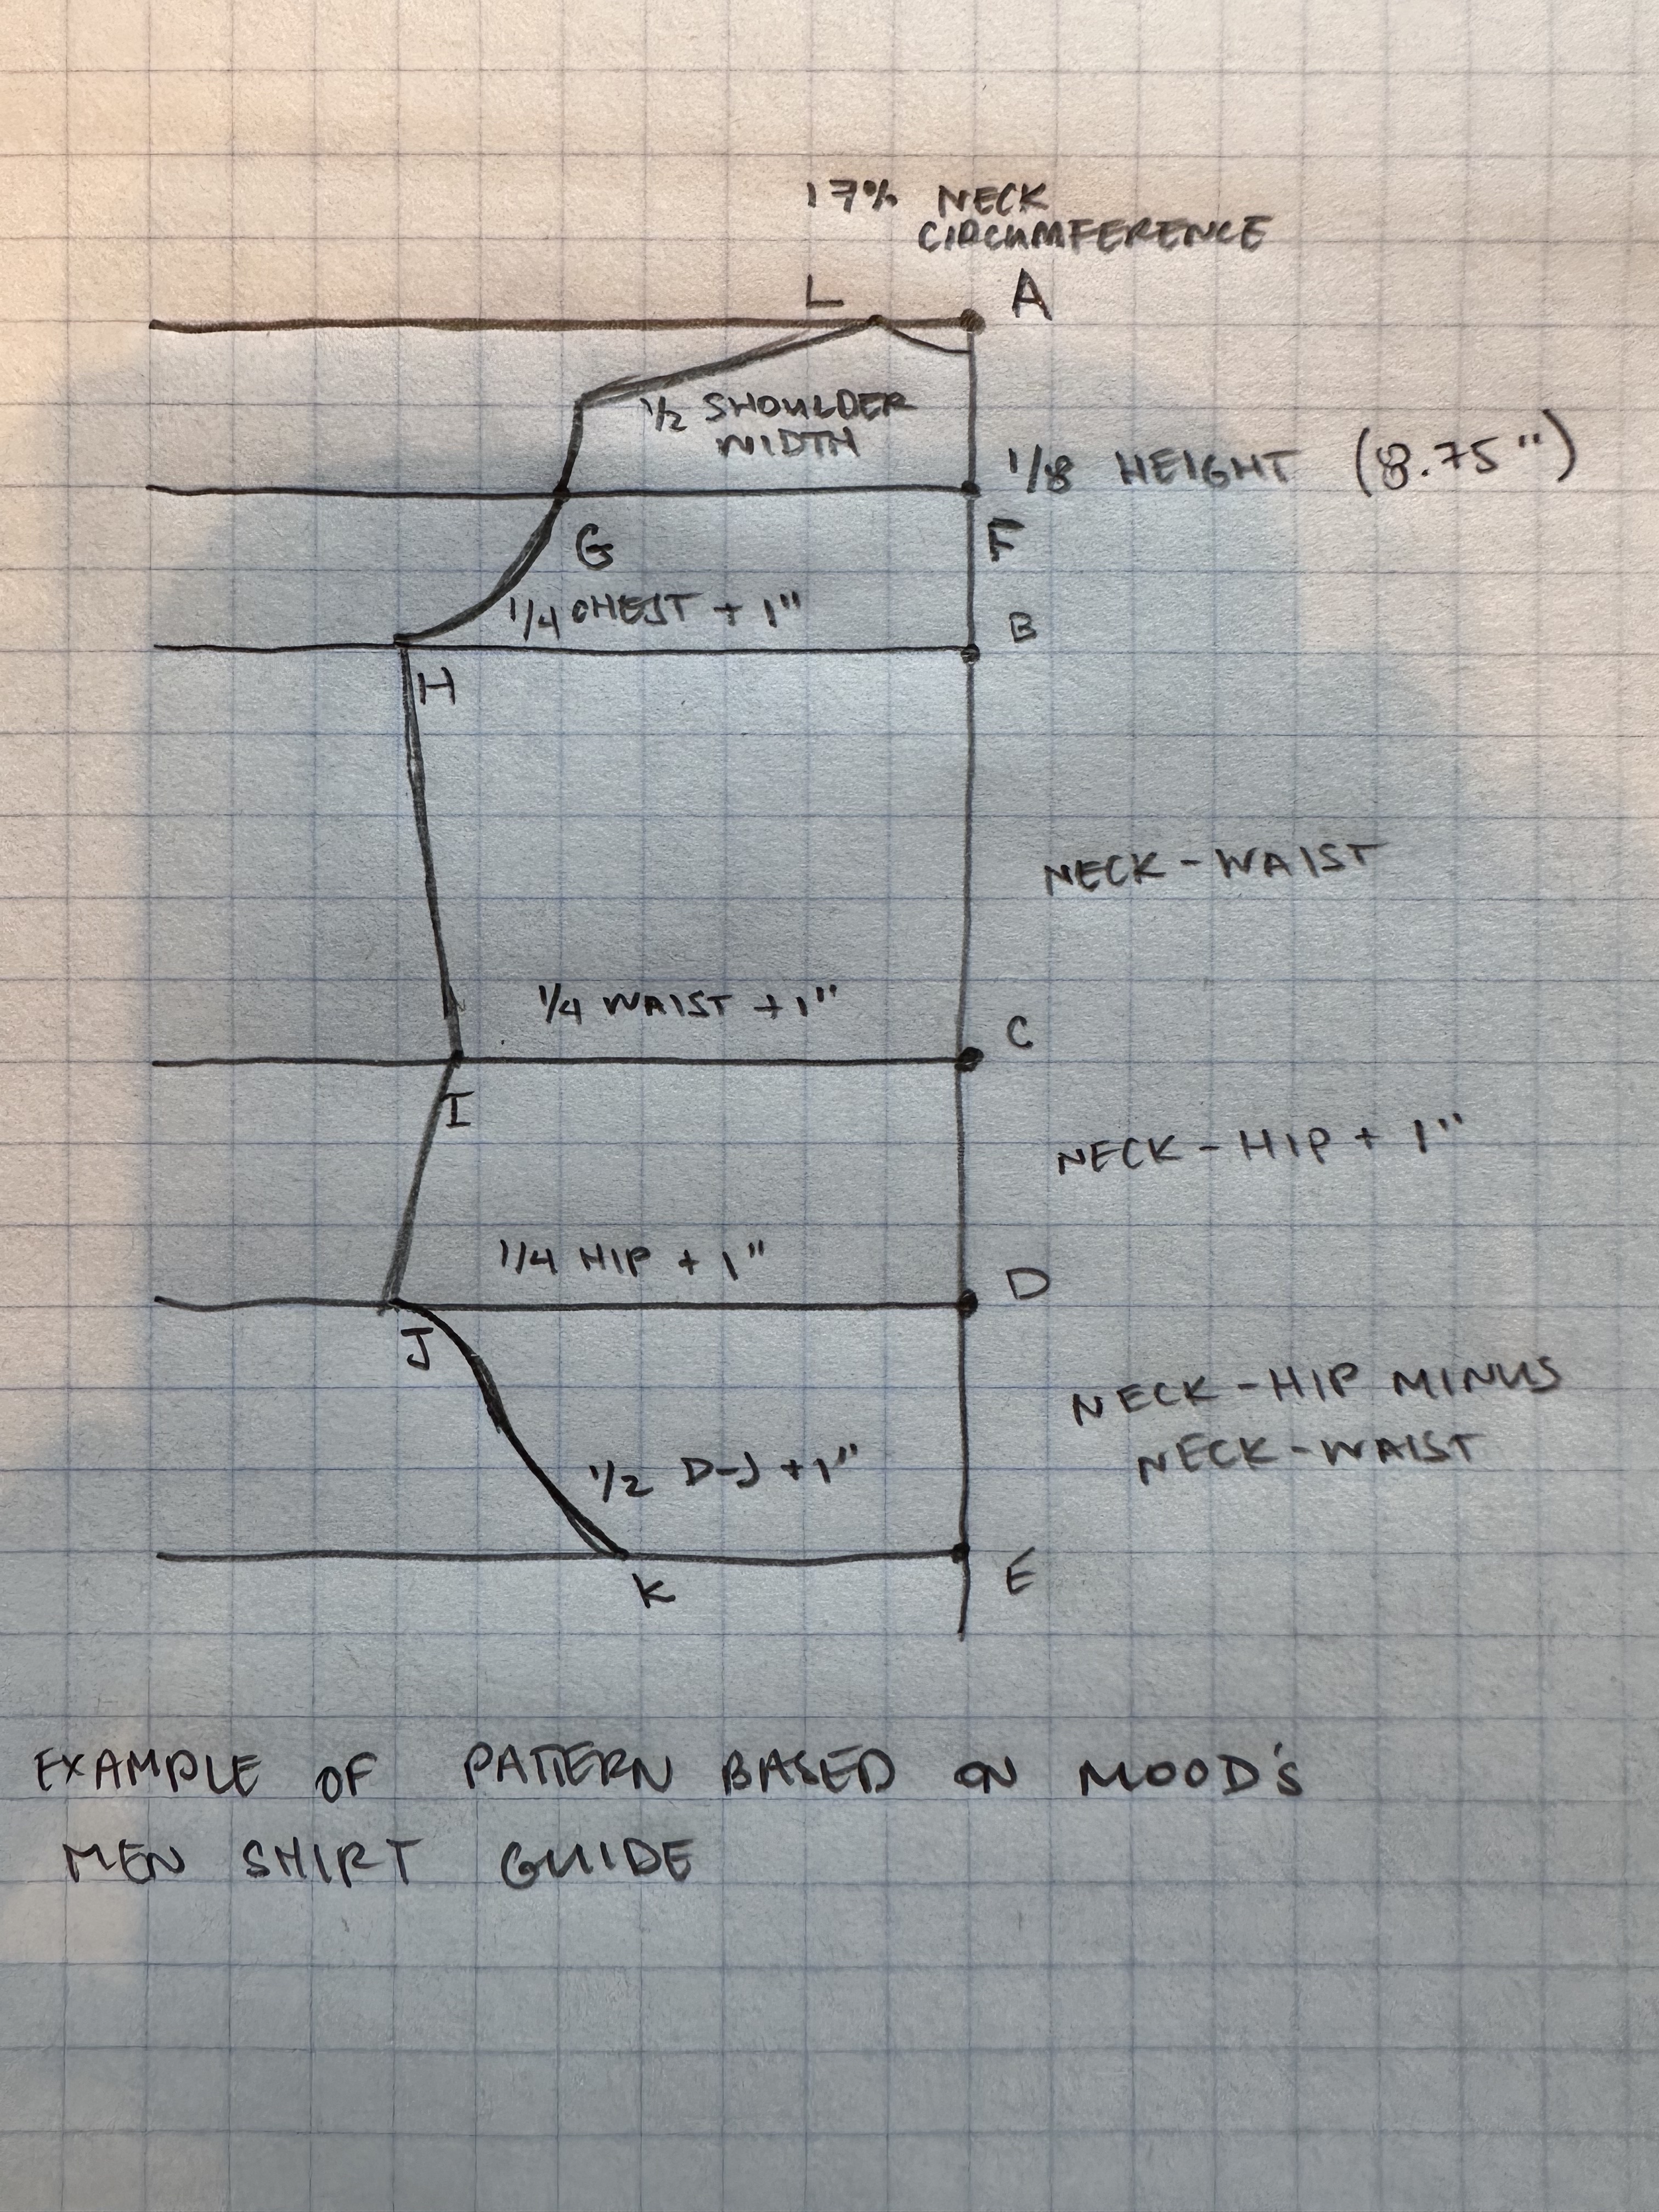 17% NECK
CIRCUMFERENCE
L A
1/2 SHOULDER
WIDTH
1/8 HEIGHT (8.75")
G F
1/4 CHEST + 1" B
H
NECK-WAIST
1/4 WAIST + 1" C
I
NECK-HIP + 1"
1/4 HIP + 1" D
J
NECK-HIP MINUS
NECK-WAIST
1/2 D-J + 1"
K E
EXAMPLE OF PATTERN BASED ON MOOD'S
MEN SHIRT GUIDE